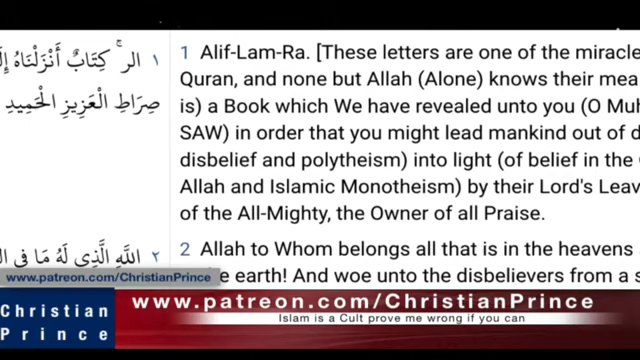 1 Alif-Lam-Ra. [These letters are one of the miracle
Quran, and none but Allah (Alone) knows their mea
is) a Book which We have revealed unto you (O Muh
SAW) in order that you might lead mankind out of d
disbelief and polytheism) into light (of belief in the
Allah and Islamic Monotheism) by their Lord's Leav
of the All-Mighty, the Owner of all Praise.
2 Allah to Whom belongs all that is in the heavens
e earth! And woe unto the disbelievers from a s
١ الر ۚ كِتَابٌ أَنْزَلْنَاهُ إِلَ
صِرَاطِ الْعَزِيزِ الْحَمِيدِ
٢ اللَّهِ الَّذِي لَهُ مَا فِي
www.patreon.com/ChristianPrince
Christian
Prince
www.patreon.com/ChristianPrince
Islam is a Cult prove me wrong if you can